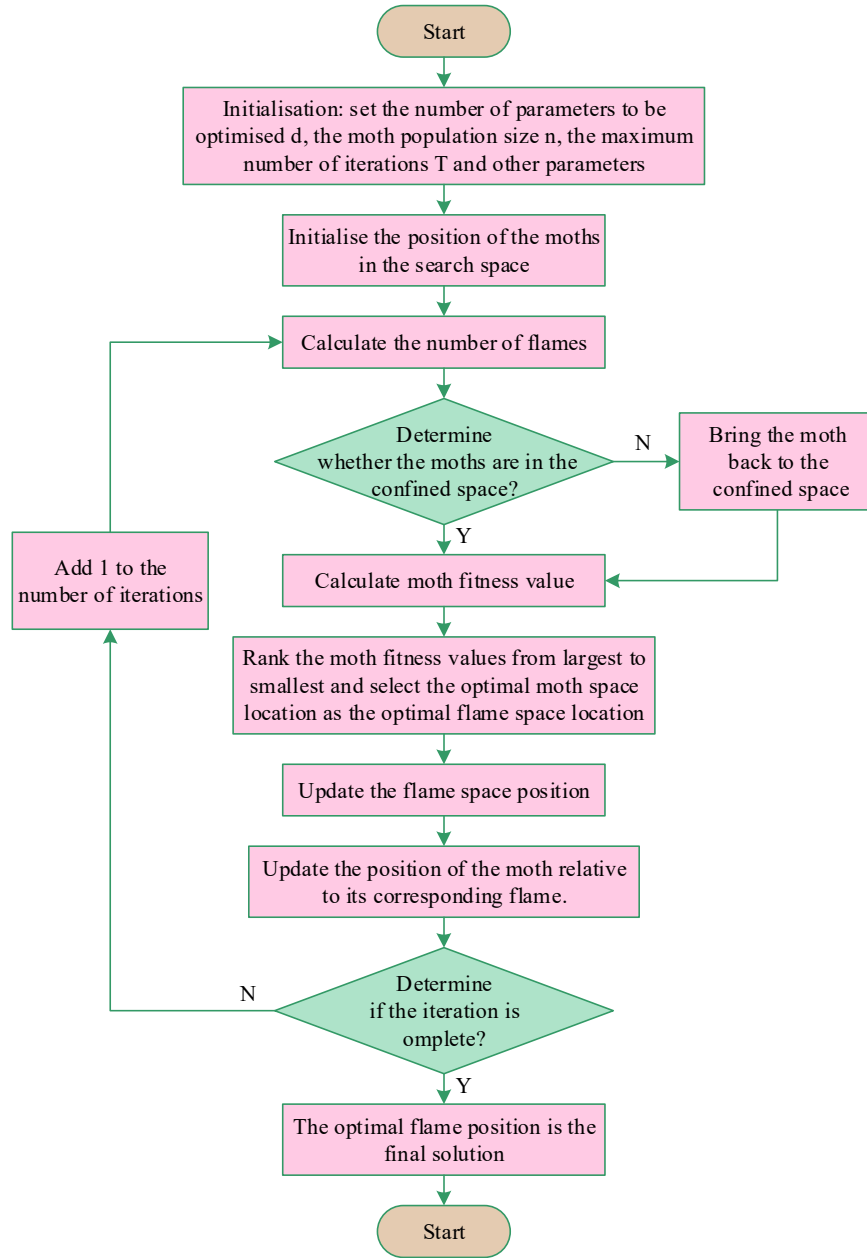 Start
Initialisation: set the number of parameters to be
optimised d, the moth population size n, the maximum
number of iterations T and other parameters
Initialise the position of the moths
in the search space
Calculate the number of flames
Determine
whether the moths are in the
confined space?
N
Bring the moth
back to the
confined space
Y
Add 1 to the
number of iterations
Calculate moth fitness value
Rank the moth fitness values from largest to
smallest and select the optimal moth space
location as the optimal flame space location
Update the flame space position
Update the position of the moth relative
to its corresponding flame.
N
Determine
if the iteration is
omplete?
Y
The optimal flame position is the
final solution
Start